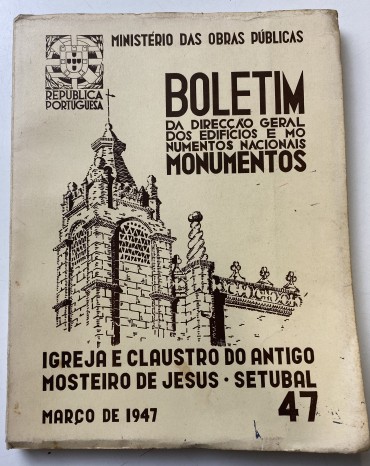 MINISTÉRIO DAS OBRAS PÚBLICAS
REPÚBLICA
PORTUGUESA
BOLETIM
DA DIRECÇÃO GERAL
DOS EDIFÍCIOS E MO
NUMENTOS NACIONAIS
MONUMENTOS
IGREJA E CLAUSTRO DO ANTIGO
MOSTEIRO DE JESUS · SETUBAL
MARÇO DE 1947
47